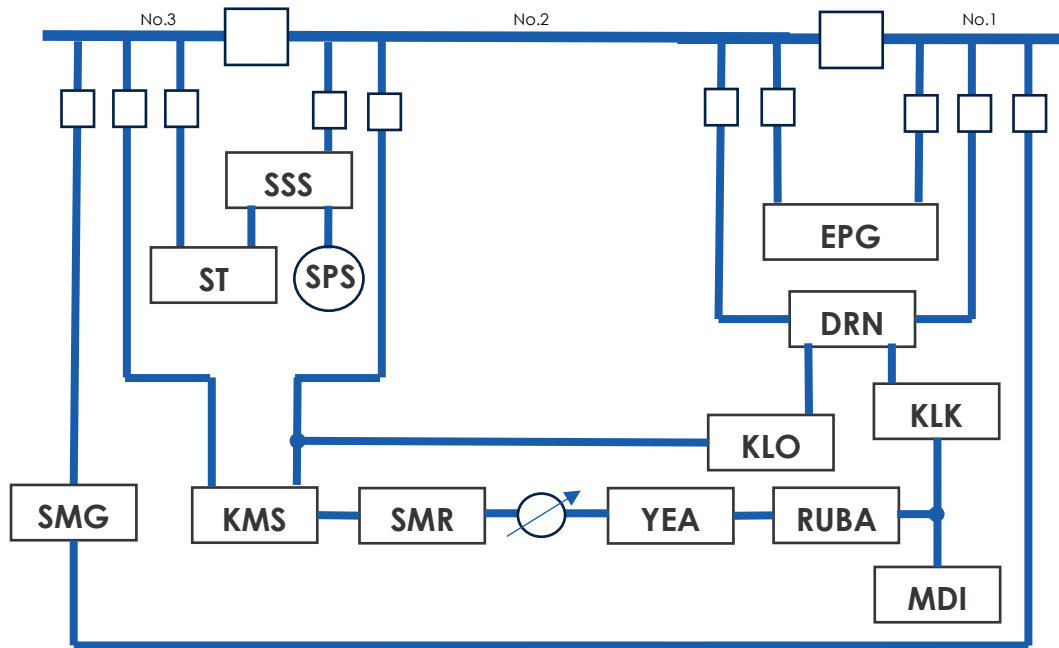 No.3
No.2
No.1
SSS
EPG
ST
SPS
DRN
KLK
KLO
SMG
KMS
SMR
YEA
RUBA
MDI